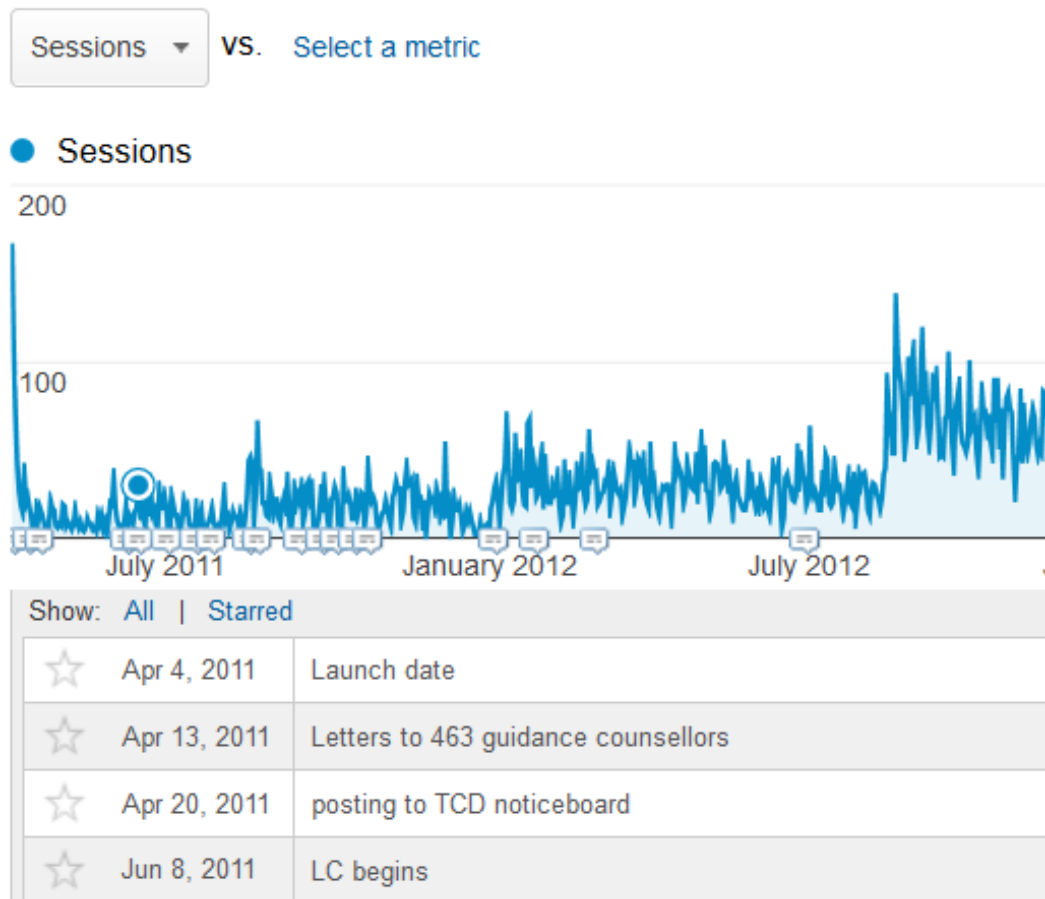 Sessions vs. Select a metric
Sessions
200
100
July 2011 January 2012 July 2012
Show: All | Starred
Apr 4, 2011 Launch date
Apr 13, 2011 Letters to 463 guidance counsellors
Apr 20, 2011 posting to TCD noticeboard
Jun 8, 2011 LC begins